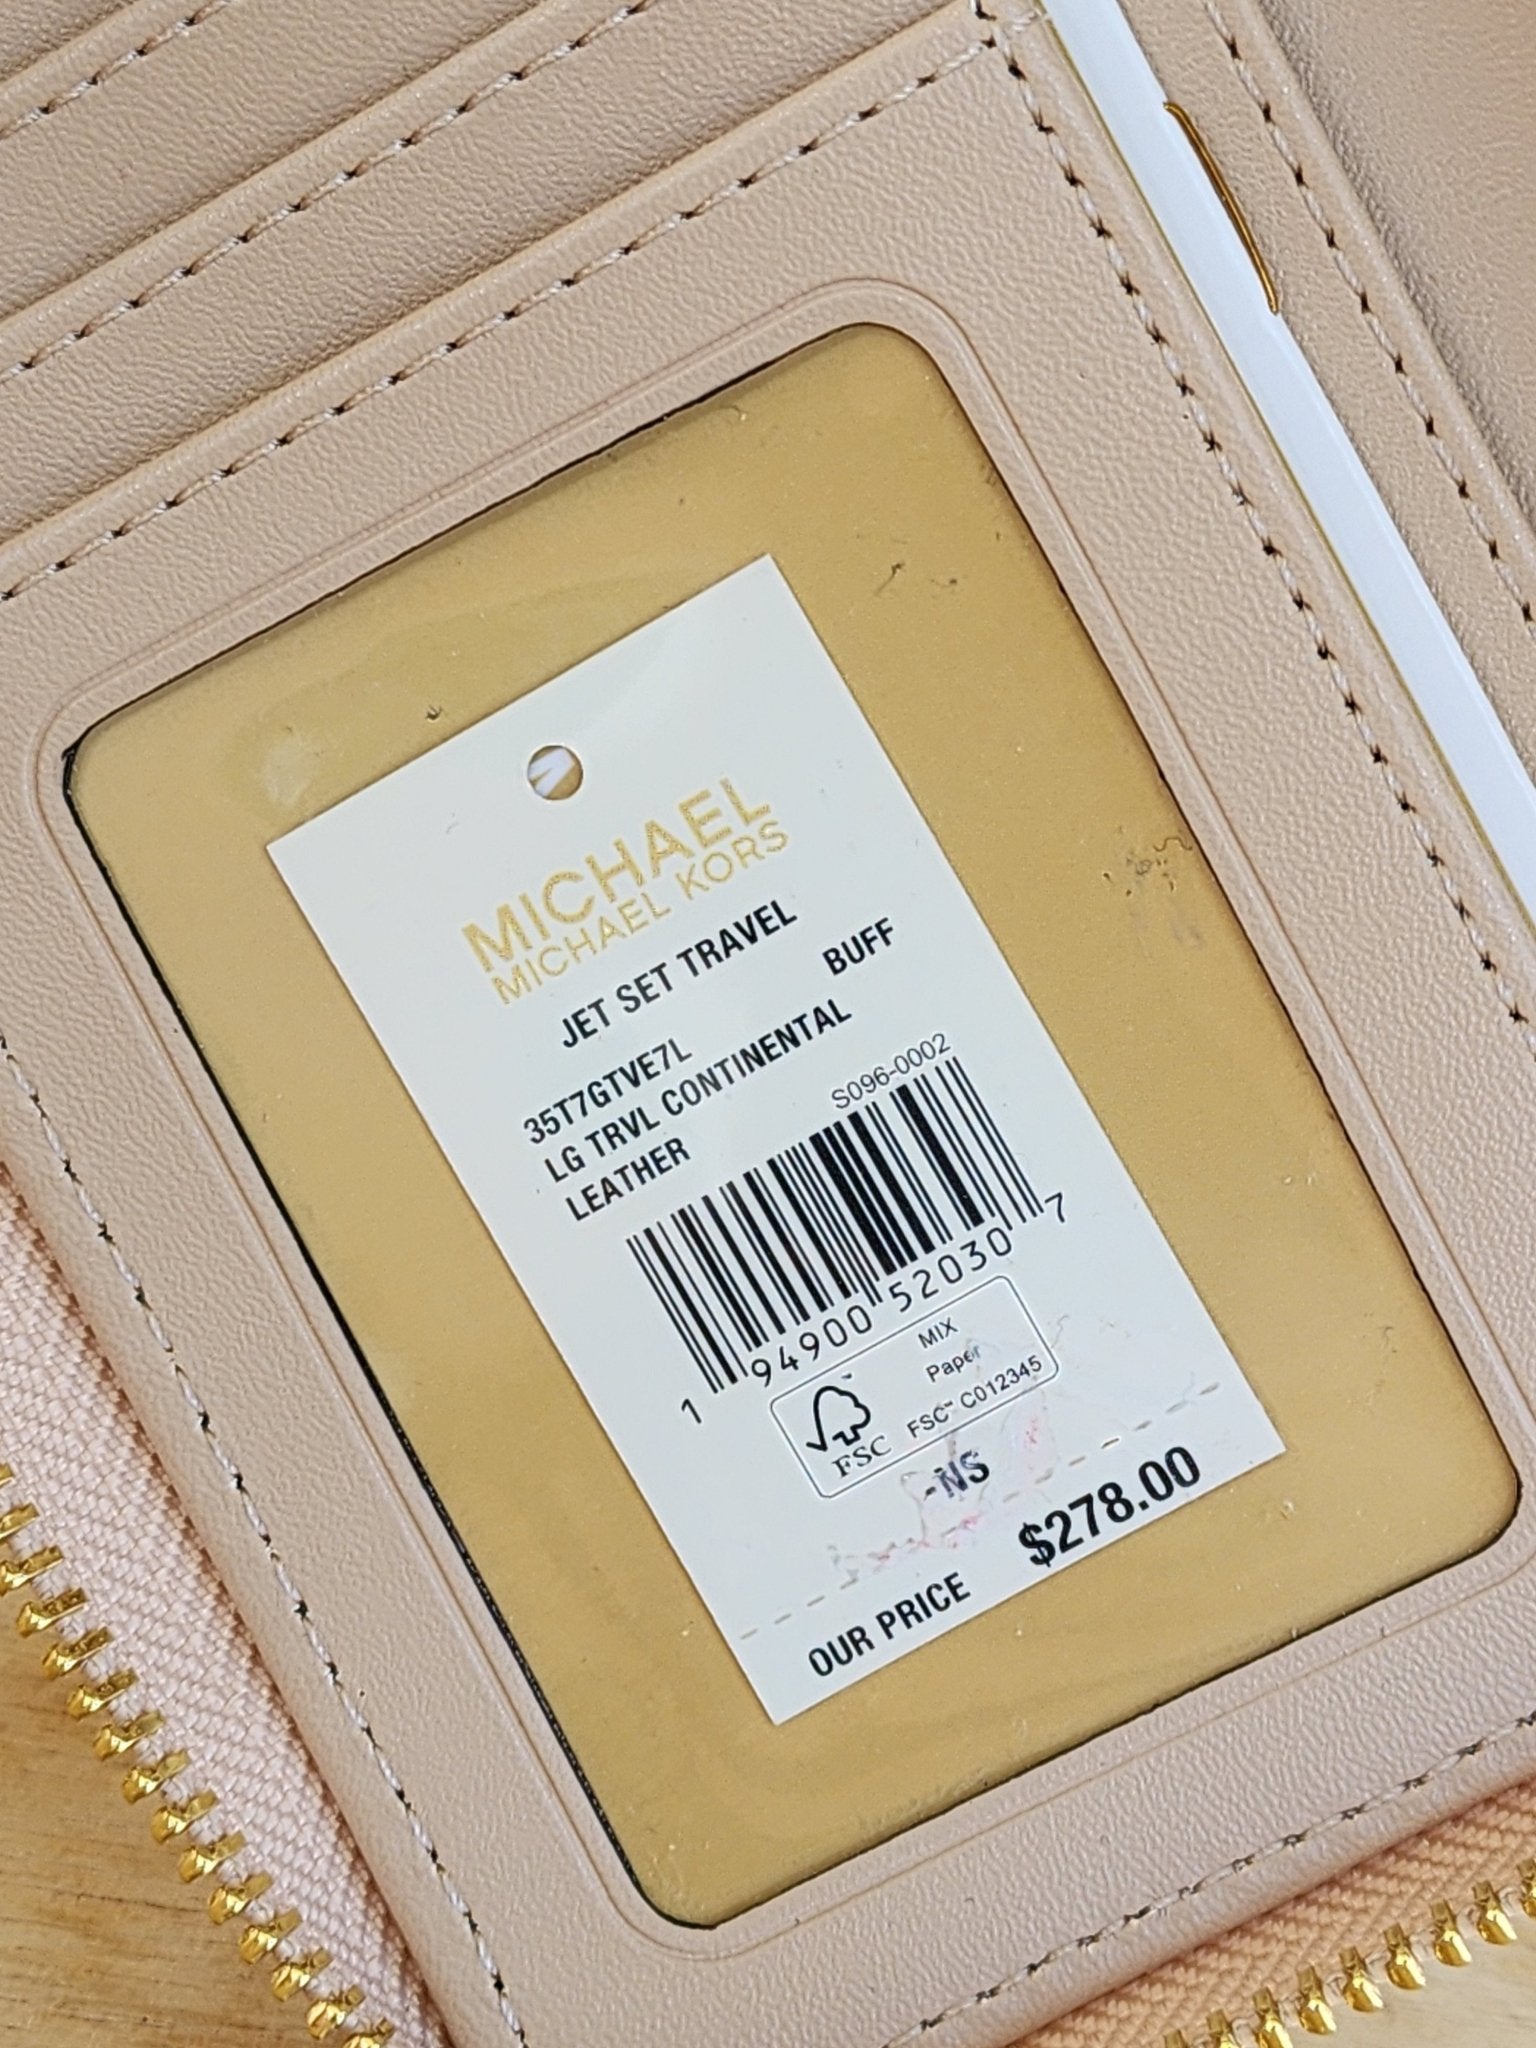 MICHAEL
MICHAEL KORS
JET SET TRAVEL
BUFF
35T7GTVE7L
LG TRVL CONTINENTAL
LEATHER
S096-0002
1 94900 52030 7
MIX
Paper
FSC™ C012345
FSC
-NS
OUR PRICE $278.00